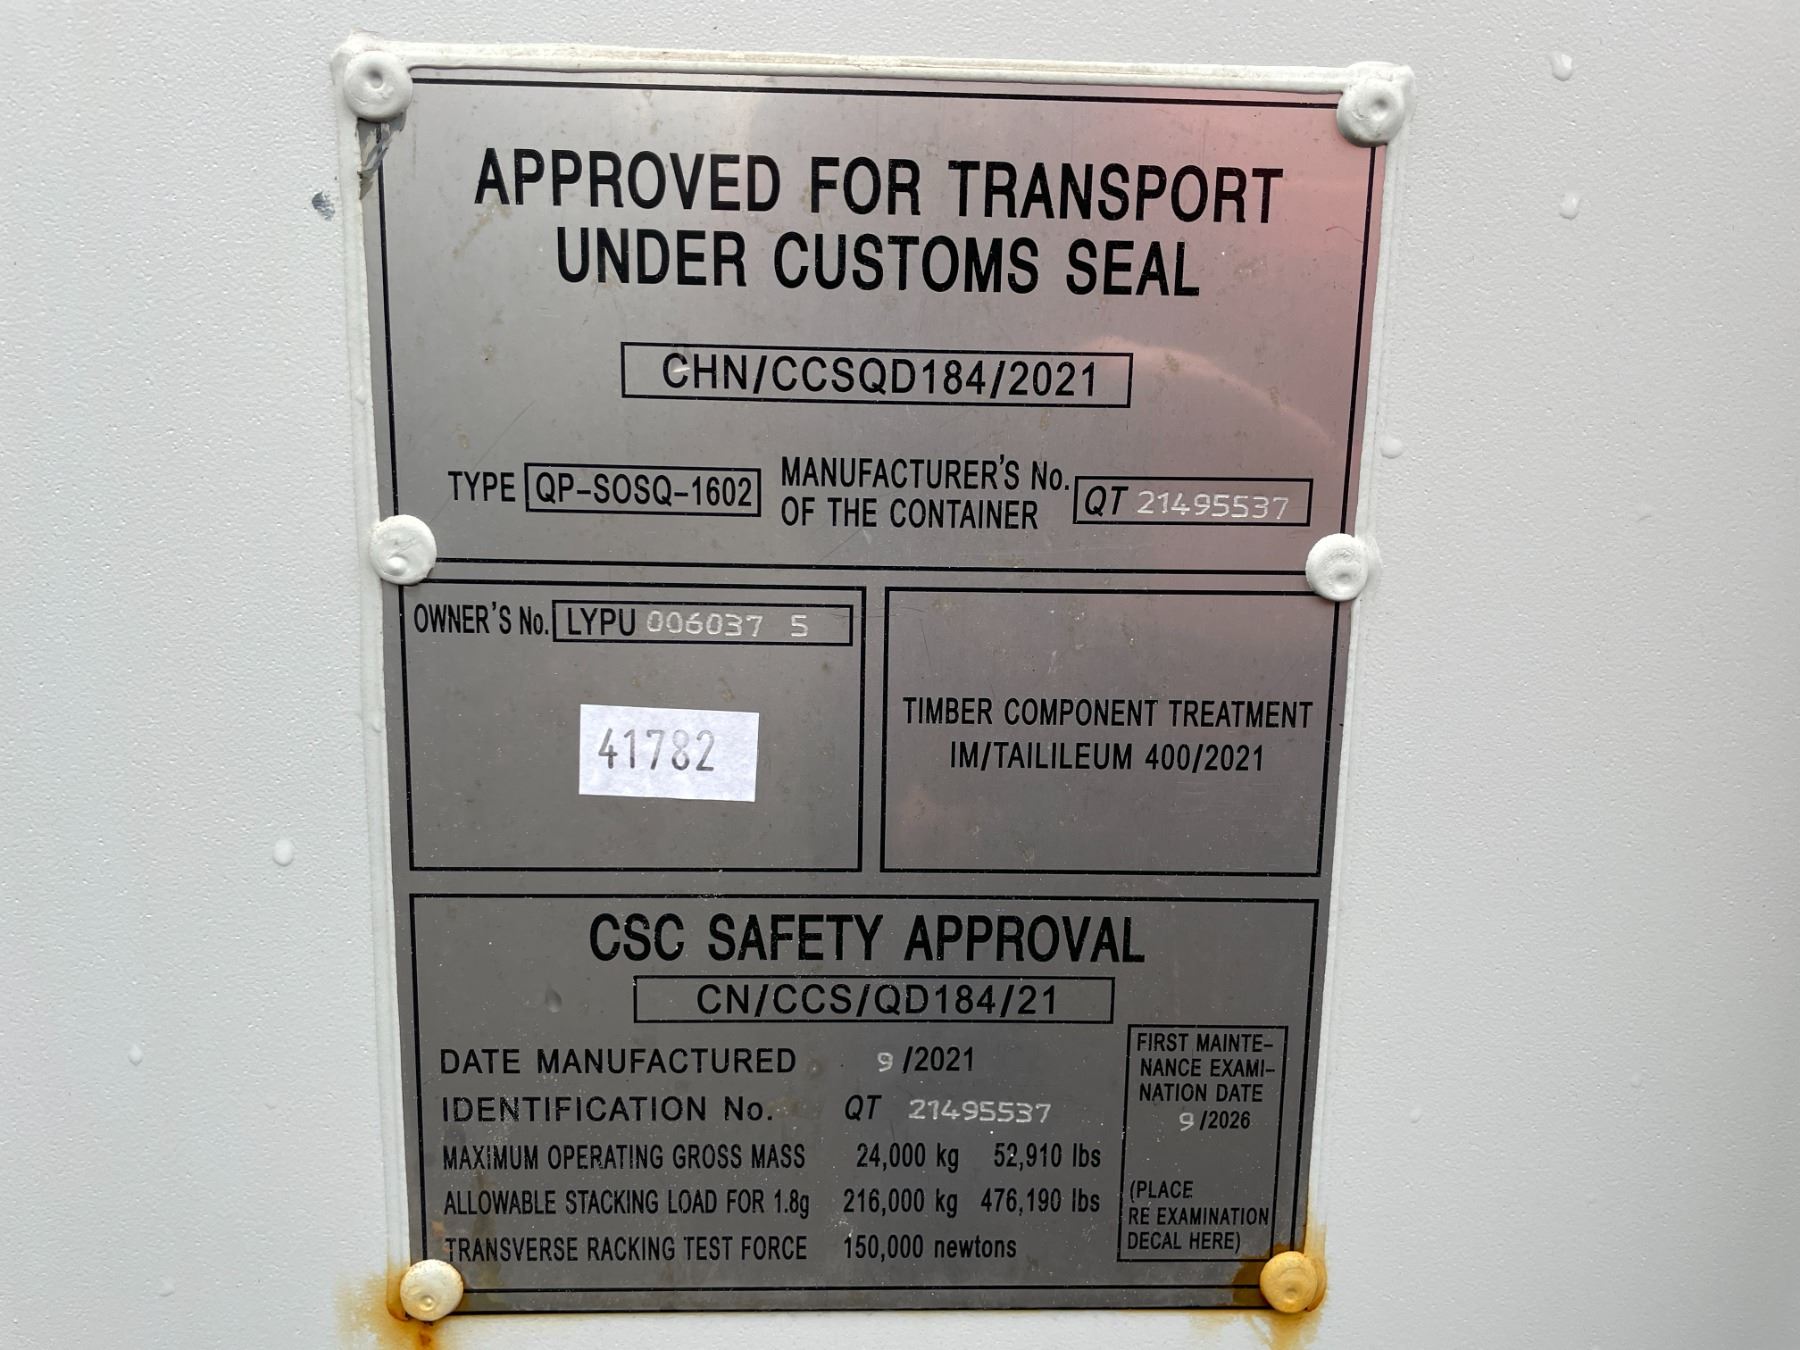 APPROVED FOR TRANSPORT
UNDER CUSTOMS SEAL
CHN/CCSQD184/2021
TYPE QP-SOSQ-1602
MANUFACTURER'S No.
OF THE CONTAINER
QT 21495537
OWNER'S No. LYPU 006037 5
41782
TIMBER COMPONENT TREATMENT
IM/TAILILEUM 400/2021
CSC SAFETY APPROVAL
CN/CCS/QD184/21
DATE MANUFACTURED 9/2021
IDENTIFICATION No. QT 21495537
MAXIMUM OPERATING GROSS MASS 24,000 kg 52,910 lbs
ALLOWABLE STACKING LOAD FOR 1.8g 216,000 kg 476,190 lbs
TRANSVERSE RACKING TEST FORCE 150,000 newtons
FIRST MAINTE-
NANCE EXAMI-
NATION DATE
9/2026
(PLACE
RE EXAMINATION
DECAL HERE)